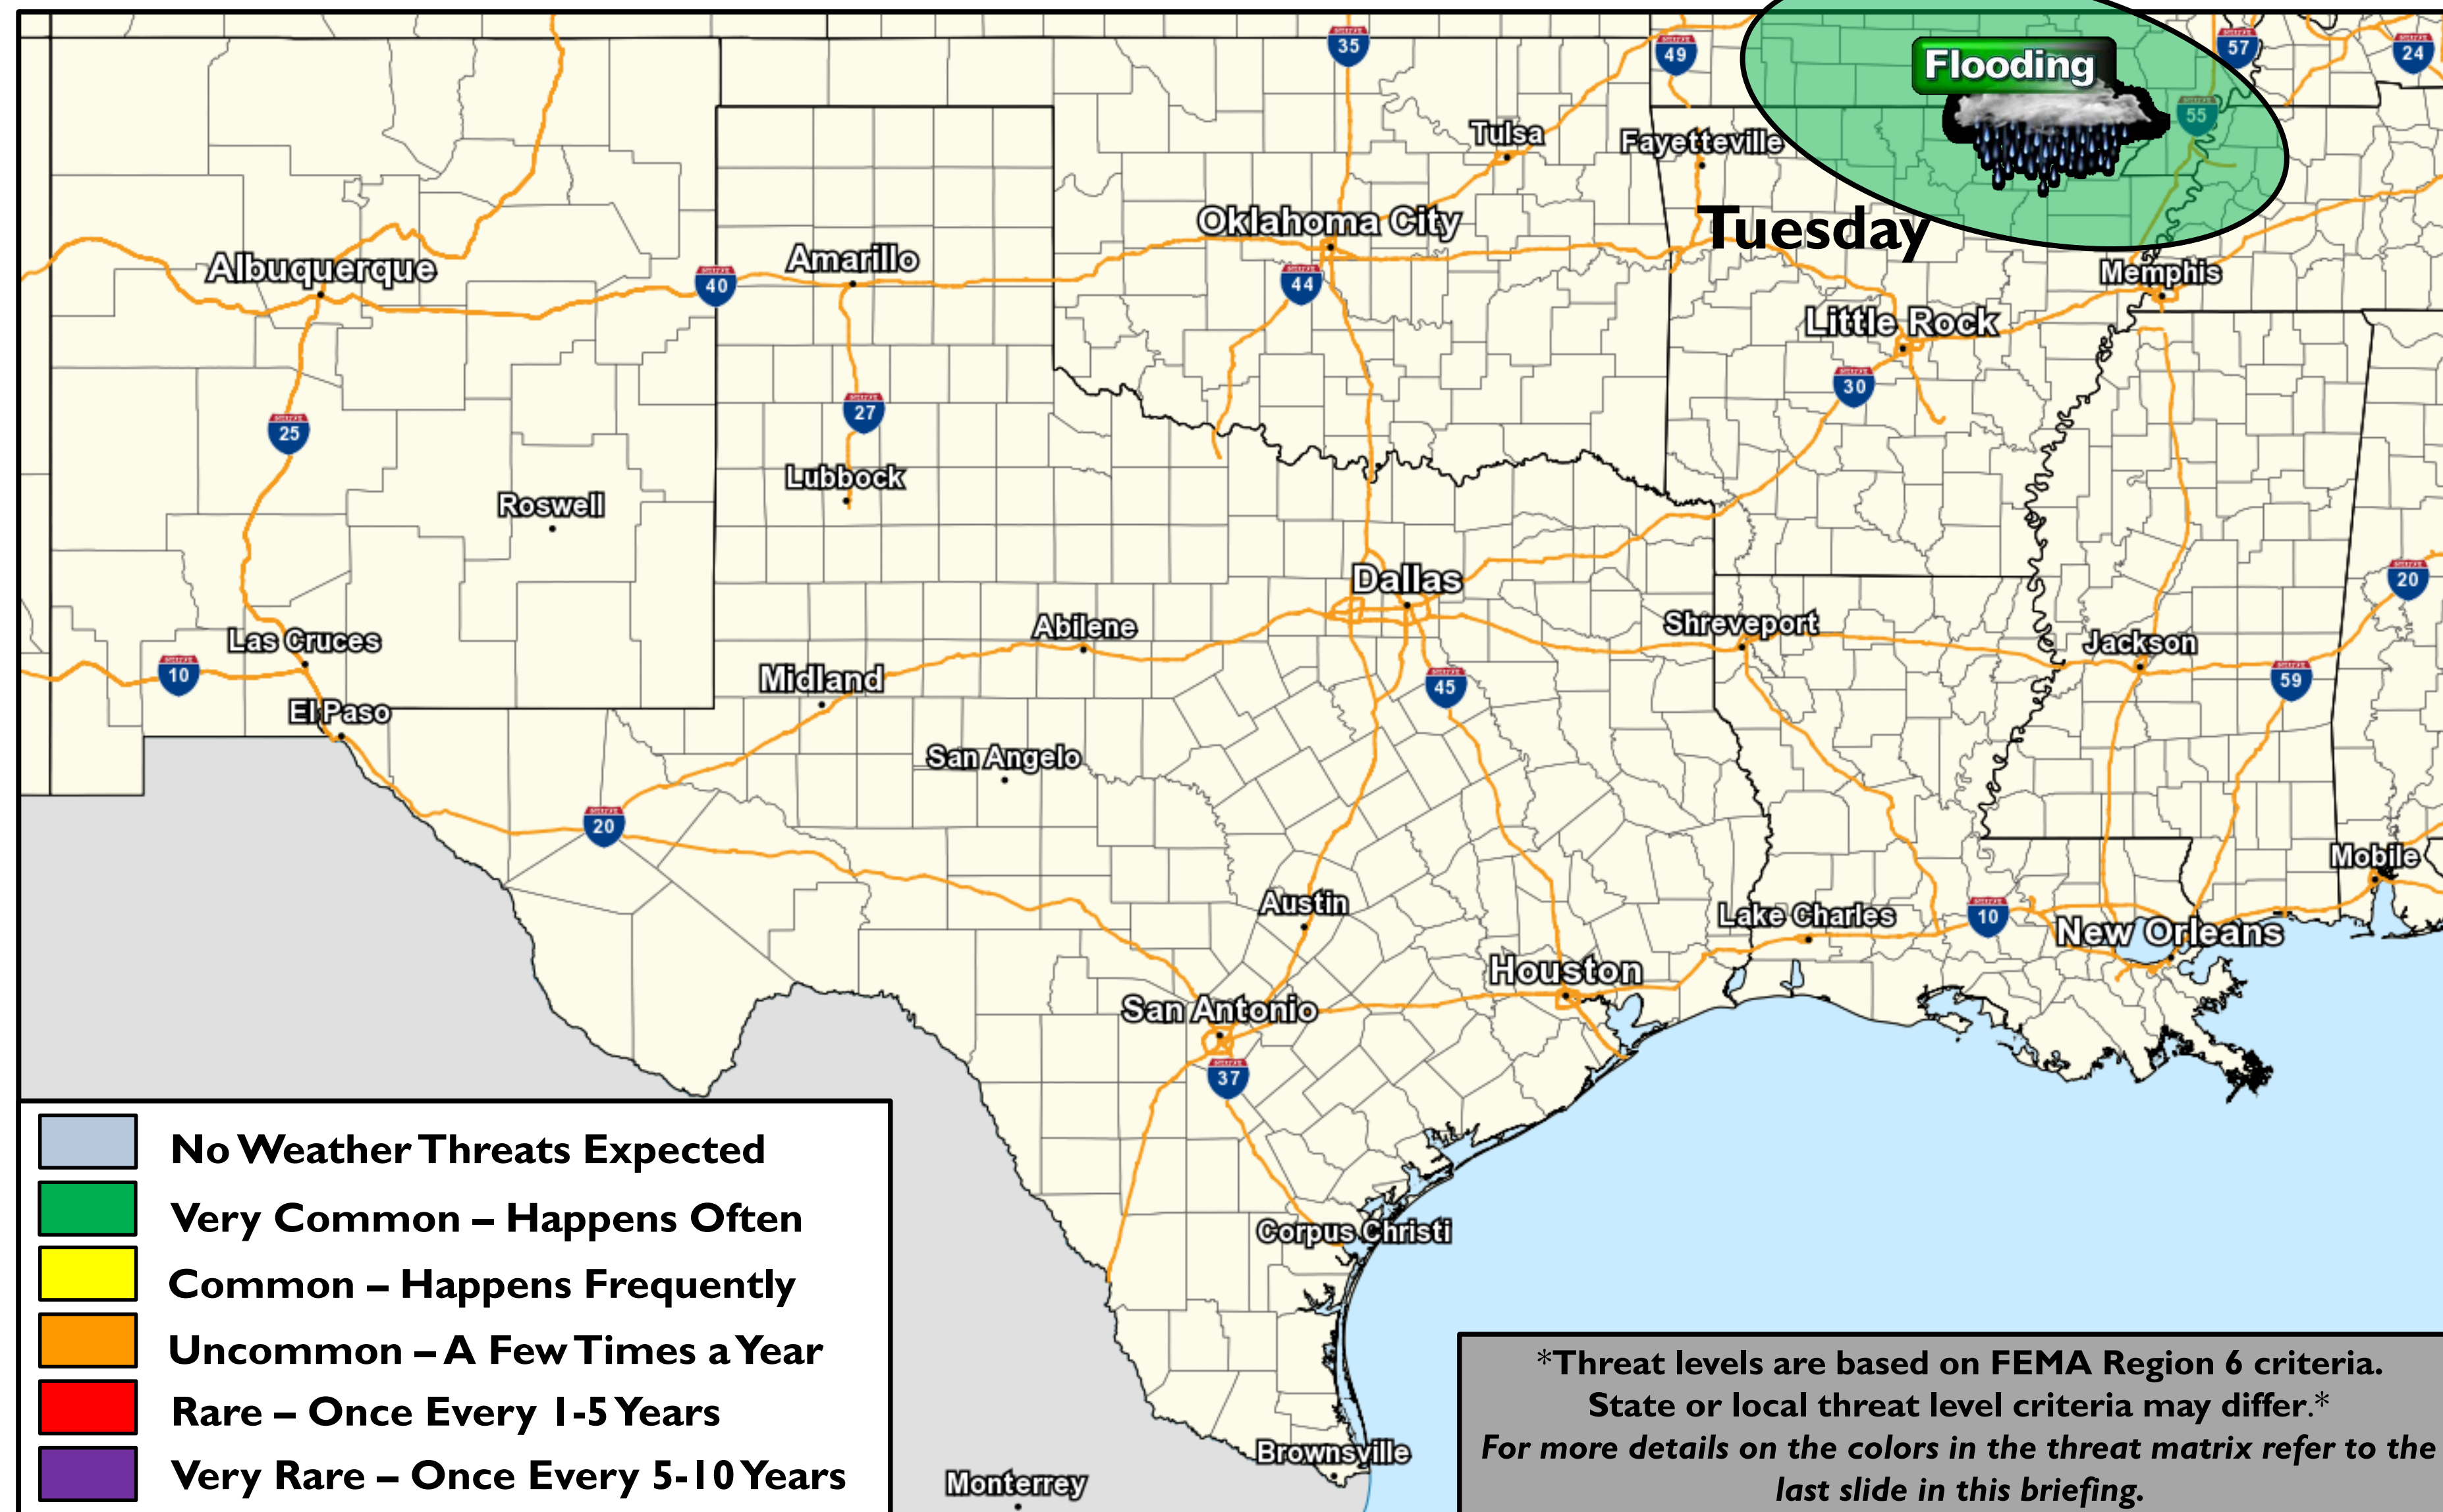 35
49
57
24
Flooding
55
Tulsa
Fayetteville
Oklahoma City
Tuesday
Albuquerque
Amarillo
40
44
Memphis
Little Rock
30
25
27
Lubbock
Roswell
Dallas
20
Las Cruces
Abilene
Shreveport
Jackson
10
Midland
45
59
El Paso
San Angelo
20
Mobile
Austin
Lake Charles
10
New Orleans
Houston
San Antonio
37
Corpus Christi
Brownsville
Monterrey
No Weather Threats Expected
Very Common – Happens Often
Common – Happens Frequently
Uncommon – A Few Times a Year
Rare – Once Every 1-5 Years
Very Rare – Once Every 5-10 Years
*Threat levels are based on FEMA Region 6 criteria.
State or local threat level criteria may differ.*
For more details on the colors in the threat matrix refer to the
last slide in this briefing.